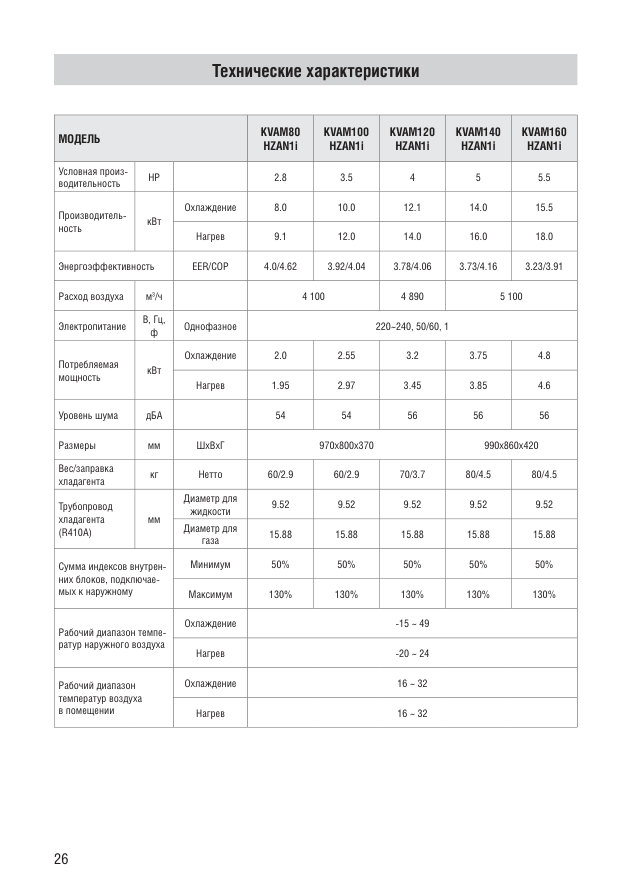 Технические характеристики
МОДЕЛЬ
KVAM80 HZAN1i
KVAM100 HZAN1i
KVAM120 HZAN1i
KVAM140 HZAN1i
KVAM160 HZAN1i
Условная произ-
водительность
HP
2.8 3.5 4 5 5.5
Производитель-
ность
кВт
Охлаждение 8.0 10.0 12.1 14.0 15.5
Нагрев 9.1 12.0 14.0 16.0 18.0
Энергоэффективность EER/COP 4.0/4.62 3.92/4.04 3.78/4.06 3.73/4.16 3.23/3.91
Расход воздуха м³/ч 4 100 4 890 5 100
Электропитание
В, Гц,
ф
Однофазное 220~240, 50/60, 1
Потребляемая
мощность
кВт
Охлаждение 2.0 2.55 3.2 3.75 4.8
Нагрев 1.95 2.97 3.45 3.85 4.6
Уровень шума дБА 54 54 56 56 56
Размеры мм ШхВхГ 970x800x370 990x860x420
Вес/заправка
хладагента
кг Нетто 60/2.9 60/2.9 70/3.7 80/4.5 80/4.5
Трубопровод
хладагента
(R410A)
мм
Диаметр для
жидкости
9.52 9.52 9.52 9.52 9.52
Диаметр для
газа
15.88 15.88 15.88 15.88 15.88
Сумма индексов внутрен-
них блоков, подключае-
мых к наружному
Минимум 50% 50% 50% 50% 50%
Максимум 130% 130% 130% 130% 130%
Рабочий диапазон темпе-
ратур наружного воздуха
Охлаждение -15 ~ 49
Нагрев -20 ~ 24
Рабочий диапазон
температур воздуха
в помещении
Охлаждение 16 ~ 32
Нагрев 16 ~ 32
26